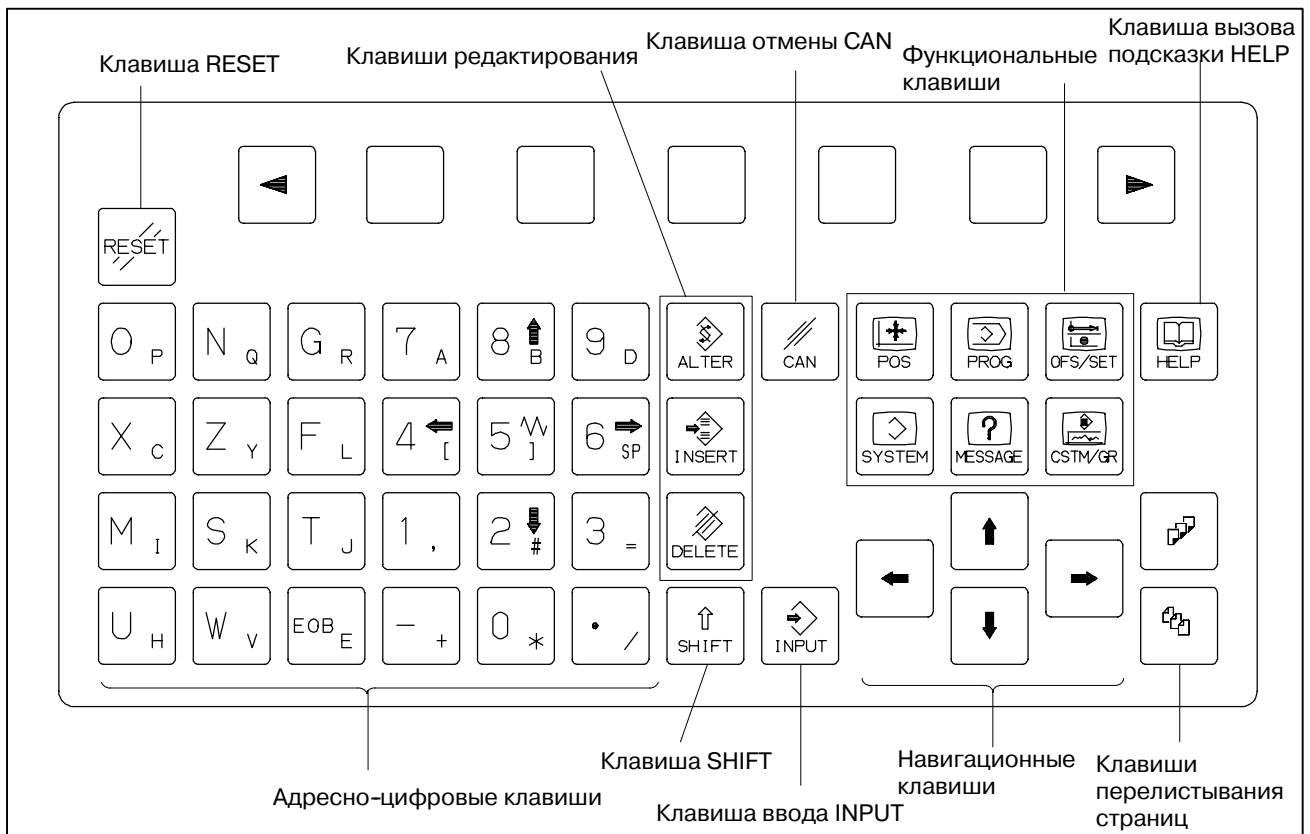 Клавиша RESET
Клавиши редактирования
Клавиша отмены CAN
Функциональные
клавиши
Клавиша вызова
подсказки HELP
RESET
O P
N Q
G R
7 A
8 B
9 D
ALTER
CAN
POS
PROG
OFS/SET
HELP
X C
Z Y
F L
4 [
5 ]
6 SP
INSERT
SYSTEM
MESSAGE
CSTM/GR
M I
S K
T J
1 ,
2 #
3 =
DELETE
U H
W V
EOB E
- +
0 *
. /
SHIFT
INPUT
Клавиша SHIFT
Адресно-цифровые клавиши
Клавиша ввода INPUT
Навигационные
клавиши
Клавиши
перелистывания
страниц